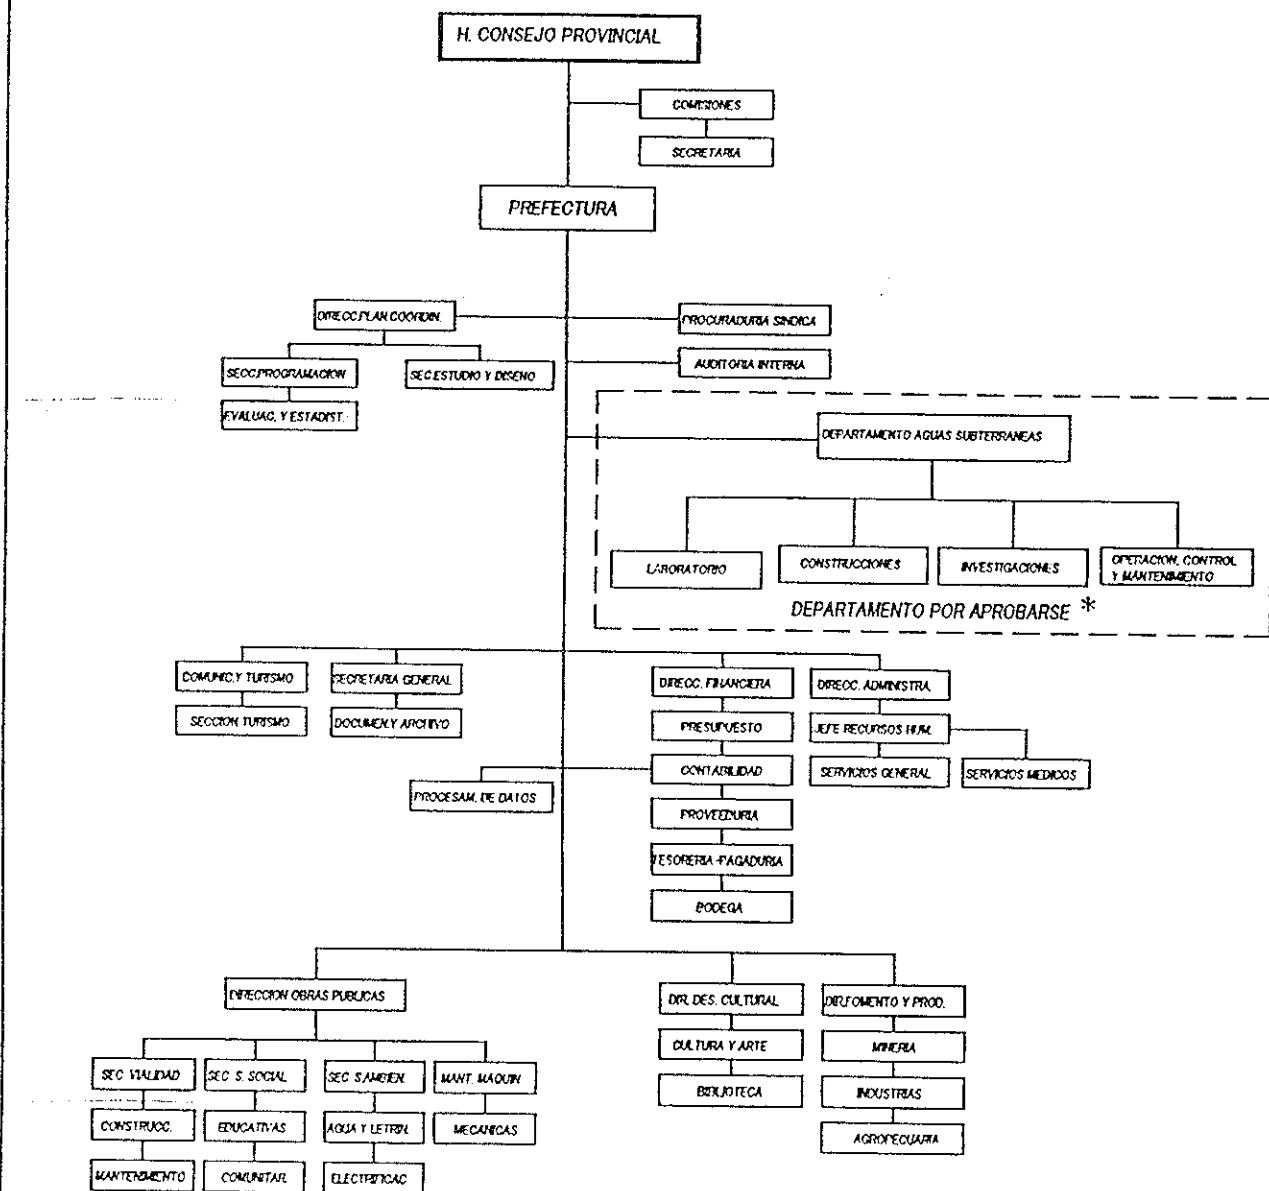 H. CONSEJO PROVINCIAL
COMISIONES
SECRETARIA
PREFECTURA
DIRECC.PLAN.COORDIN.
PROCURADURIA SINDICA
AUDITORIA INTERNA
SECC.PROGRAMACION
SEC.ESTUDIO Y DISENO
EVALUAC. Y ESTADIST.
DEPARTAMENTO AGUAS SUBTERRANEAS
LABORATORIO
CONSTRUCCIONES
INVESTIGACIONES
OPERACION, CONTROL
Y MANTENIMIENTO
DEPARTAMENTO POR APROBARSE *
COMUNIC.Y TURISMO
SECRETARIA GENERAL
DIRECC. FINANCIERA
DIRECC. ADMINISTRA.
SECCION TURISMO
DOCUMEN.Y ARCHIVO
PRESUPUESTO
JEFE RECURSOS HUM.
CONTABILIDAD
SERVICIOS GENERAL
SERVICIOS MEDICOS
PROCESAM. DE DATOS
PROVEEDURIA
TESORERIA-PAGADURIA
BODEGA
DIRECCION OBRAS PUBLICAS
DIR. DES. CULTURAL
DIR.FOMENTO Y PROD.
CULTURA Y ARTE
MINERIA
SEC VIALIDAD
SEC S. SOCIAL
SEC S.AMBIEN.
MANT. MAQUIN
BIBLIOTECA
INDUSTRIAS
CONSTRUCC.
EDUCATIVAS
AGUA Y LETRIN.
MECANICAS
AGROPECUARIA
MANTENIMIENTO
COMUNITAR.
ELECTRIFICAC